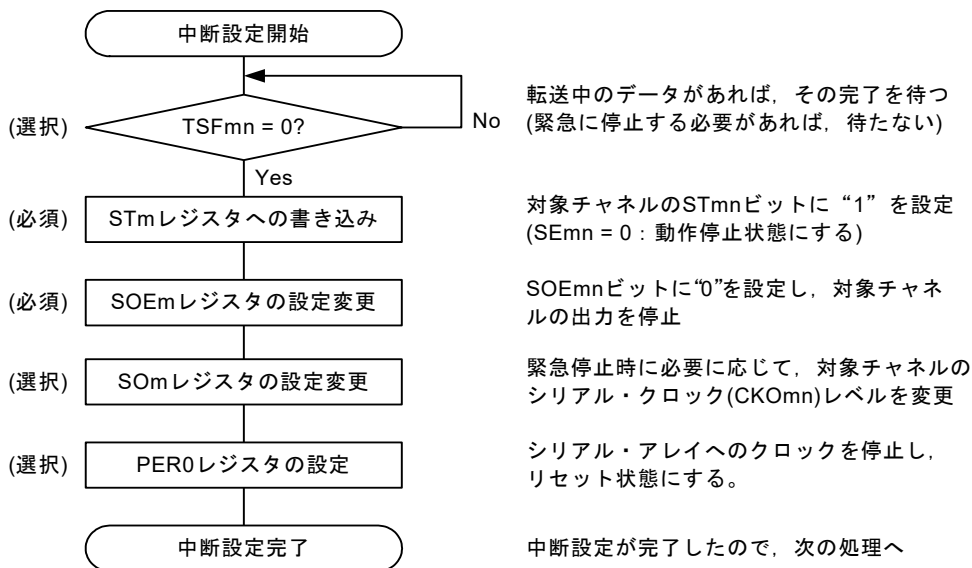 中断設定開始
(選択)
TSFmn = 0?
No
転送中のデータがあれば，その完了を待つ
(緊急に停止する必要があれば，待たない)
Yes
(必須)
STmレジスタへの書き込み
対象チャネルのSTmnビットに“1”を設定
(SEmn = 0：動作停止状態にする)
(必須)
SOEmレジスタの設定変更
SOEmnビットに“0”を設定し，対象チャネ
ルの出力を停止
(選択)
SOmレジスタの設定変更
緊急停止時に必要に応じて，対象チャネルの
シリアル・クロック(CKOmn)レベルを変更
(選択)
PER0レジスタの設定
シリアル・アレイへのクロックを停止し，
リセット状態にする。
中断設定完了
中断設定が完了したので，次の処理へ